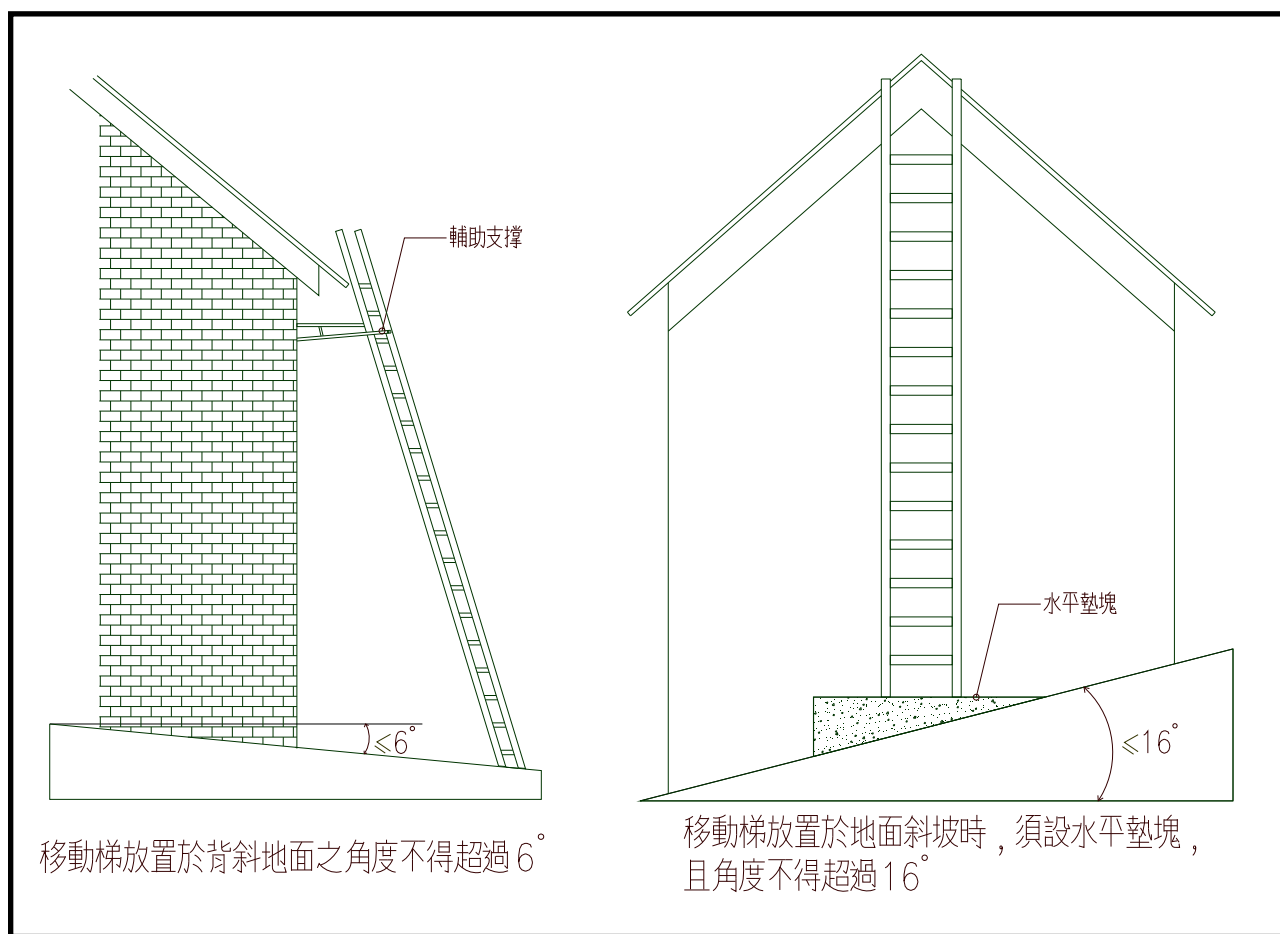 輔助支撐
≤6°
移動梯放置於背斜地面之角度不得超過6°
水平墊塊
≤16°
移動梯放置於地面斜坡時，須設水平墊塊，
且角度不得超過16°